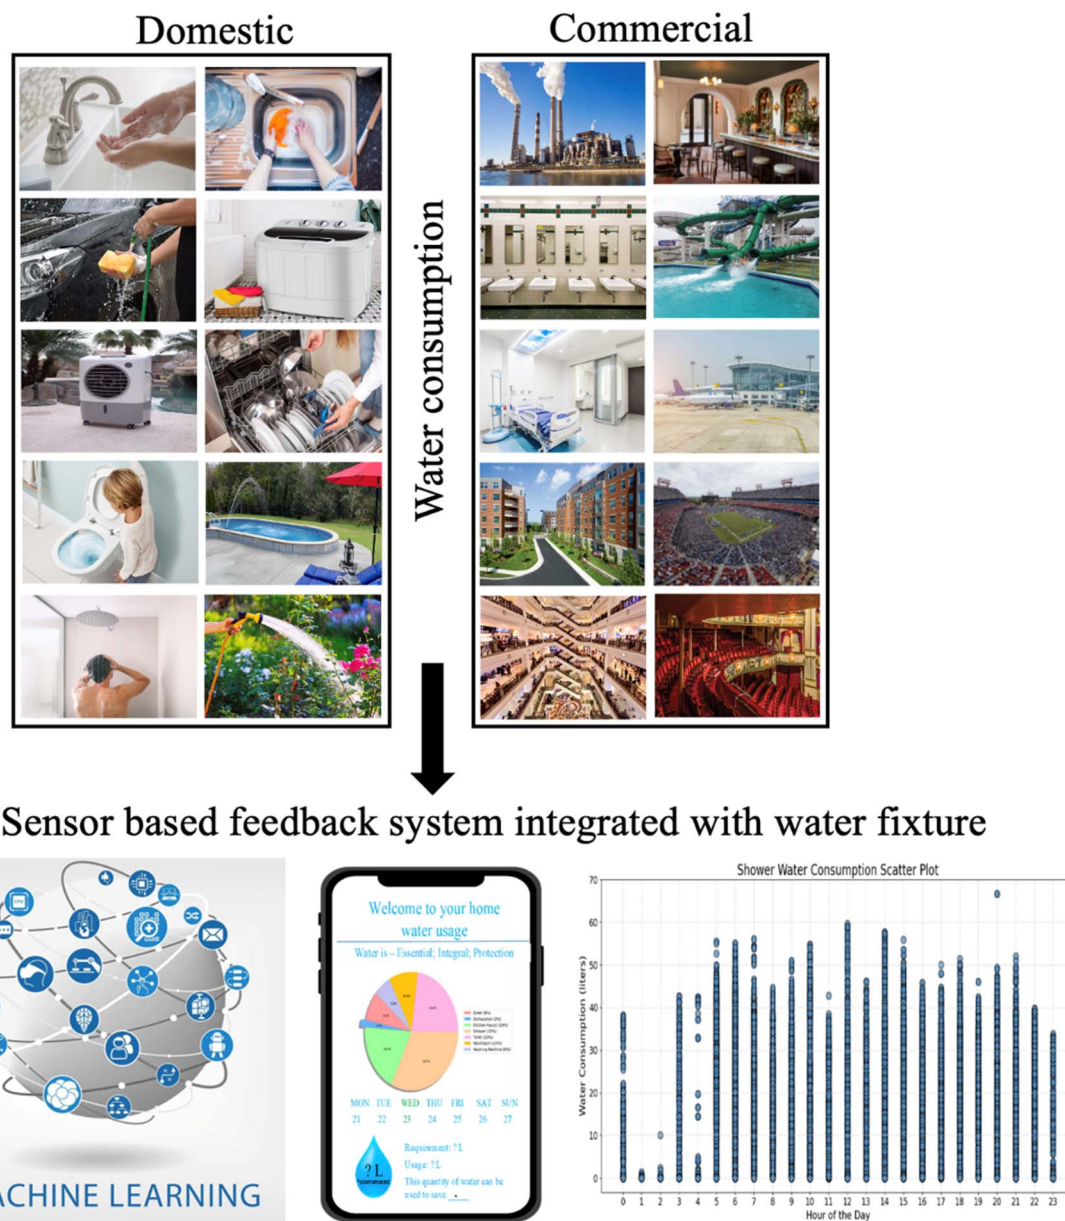 Domestic
Commercial
Water consumption
Sensor based feedback system integrated with water fixture
ACHINE LEARNING
Welcome to your home
water usage
Water is – Essential; Integral; Protection
MON TUE WED THU FRI SAT SUN
21 22 23 24 25 26 27
? L
Requirement: ? L
Usage: ? L
This quantity of water can be
used to save
Shower Water Consumption Scatter Plot
Water Consumption (liters)
70
60
50
40
30
20
10
0
0 1 2 3 4 5 6 7 8 9 10 11 12 13 14 15 16 17 18 19 20 21 22 23
Hour of the Day